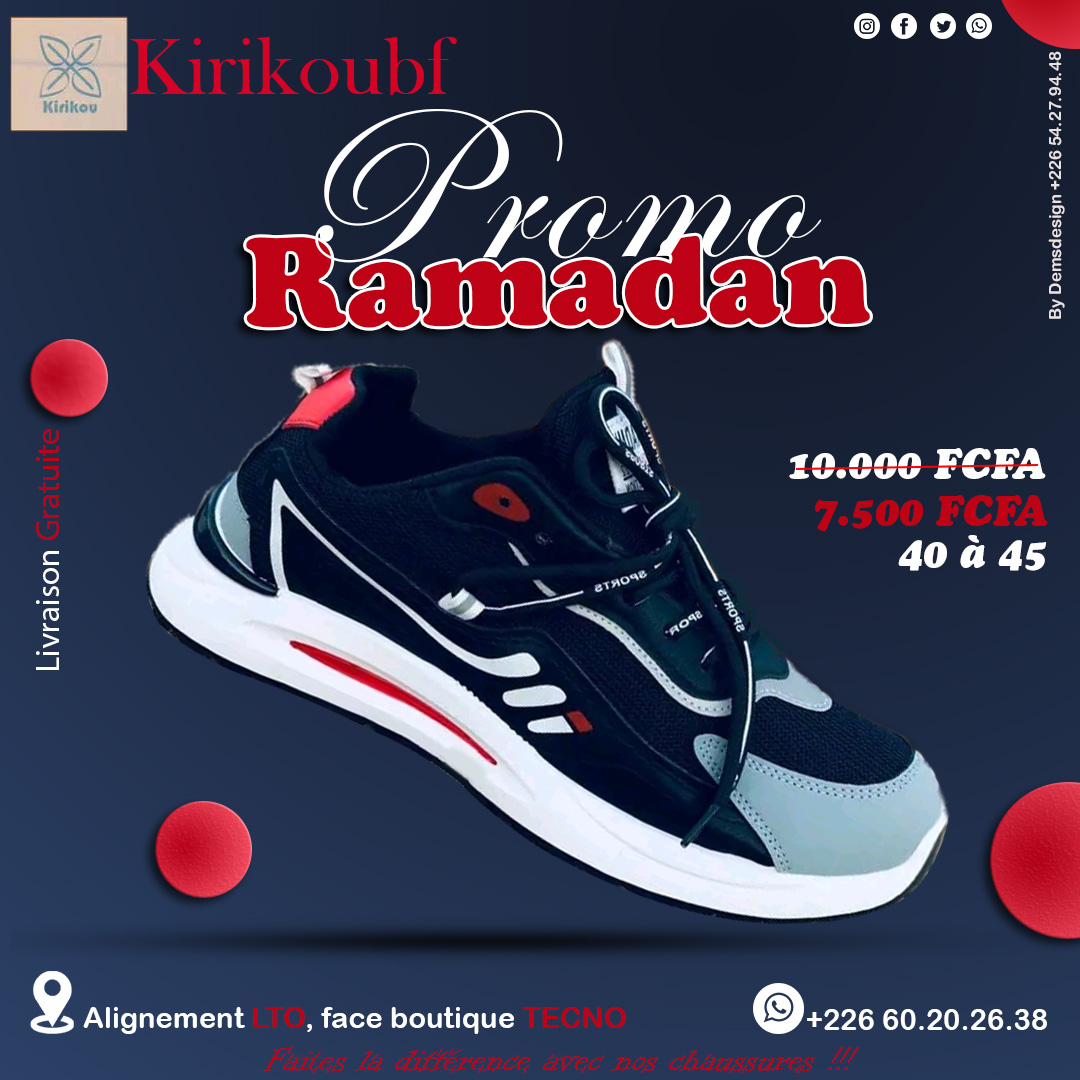 Kirikou
Kirikoubf
By Demsdesign +226 54.27.94.48
Promo
Ramadan
Livraison Gratuite
10.000 FCFA
7.500 FCFA
40 à 45
SPORTS
SPORTS
Alignement LTO, face boutique TECNO
+226 60.20.26.38
Faites la différence avec nos chaussures !!!